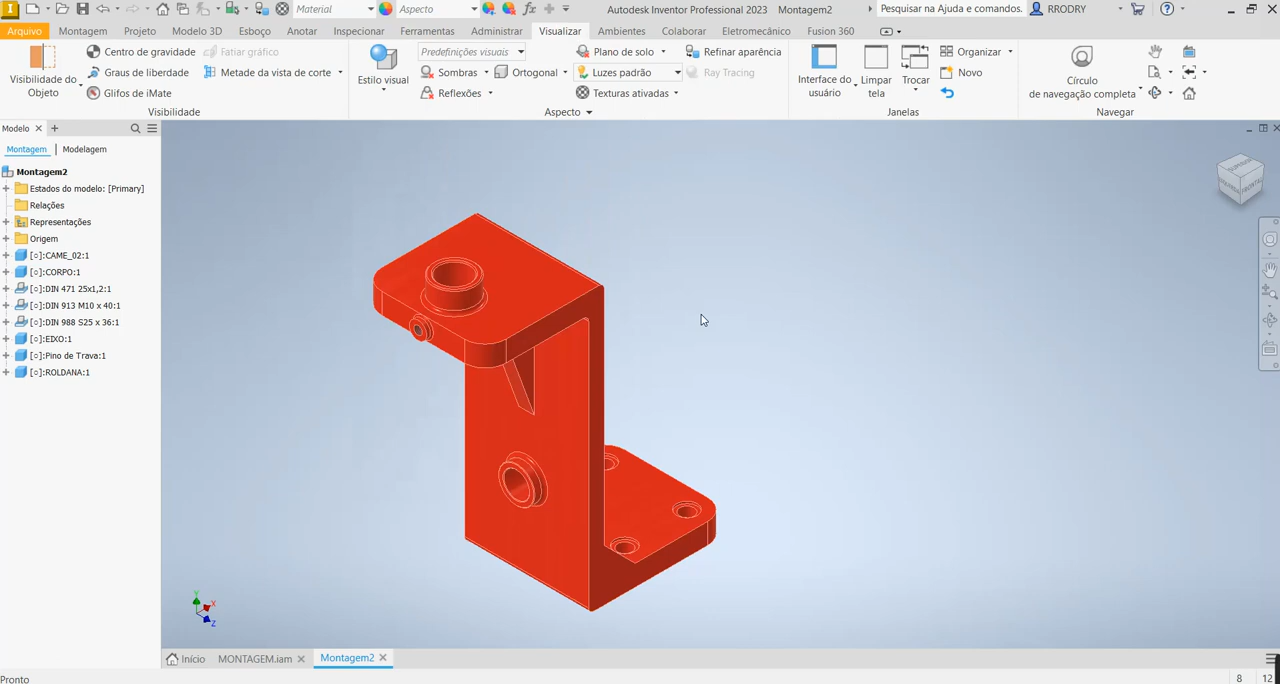 I Material Aspecto fx Autodesk Inventor Professional 2023 Montagem2 Pesquisar na Ajuda e comandos. RRODRY ?
Arquivo Montagem Projeto Modelo 3D Esboço Anotar Inspecionar Ferramentas Administrar Visualizar Ambientes Colaborar Eletromecânico Fusion 360
Visibilidade do
Objeto
Centro de gravidade
Graus de liberdade
Glifos de iMate
Fatiar gráfico
Metade da vista de corte
Visibilidade
Estilo visual
Predefinições visuais
Sombras
Reflexões
Ortogonal
Plano de solo
Luzes padrão
Texturas ativadas
Refinar aparência
Ray Tracing
Aspecto
Interface do
usuário
Limpar
tela
Trocar
Organizar
Novo
Janelas
Círculo
de navegação completa
Navegar
Modelo +
Montagem | Modelagem
Montagem2
Estados do modelo: [Primary]
Relações
Representações
Origem
[○]:CAME_02:1
[○]:CORPO:1
[○]:DIN 471 25x1,2:1
[○]:DIN 913 M10 x 40:1
[○]:DIN 988 S25 x 36:1
[○]:EIXO:1
[○]:Pino de Trava:1
[○]:ROLDANA:1
SUPERIOR
FRONTAL
Y
X
Z
Início MONTAGEM.iam Montagem2
Pronto 8 12